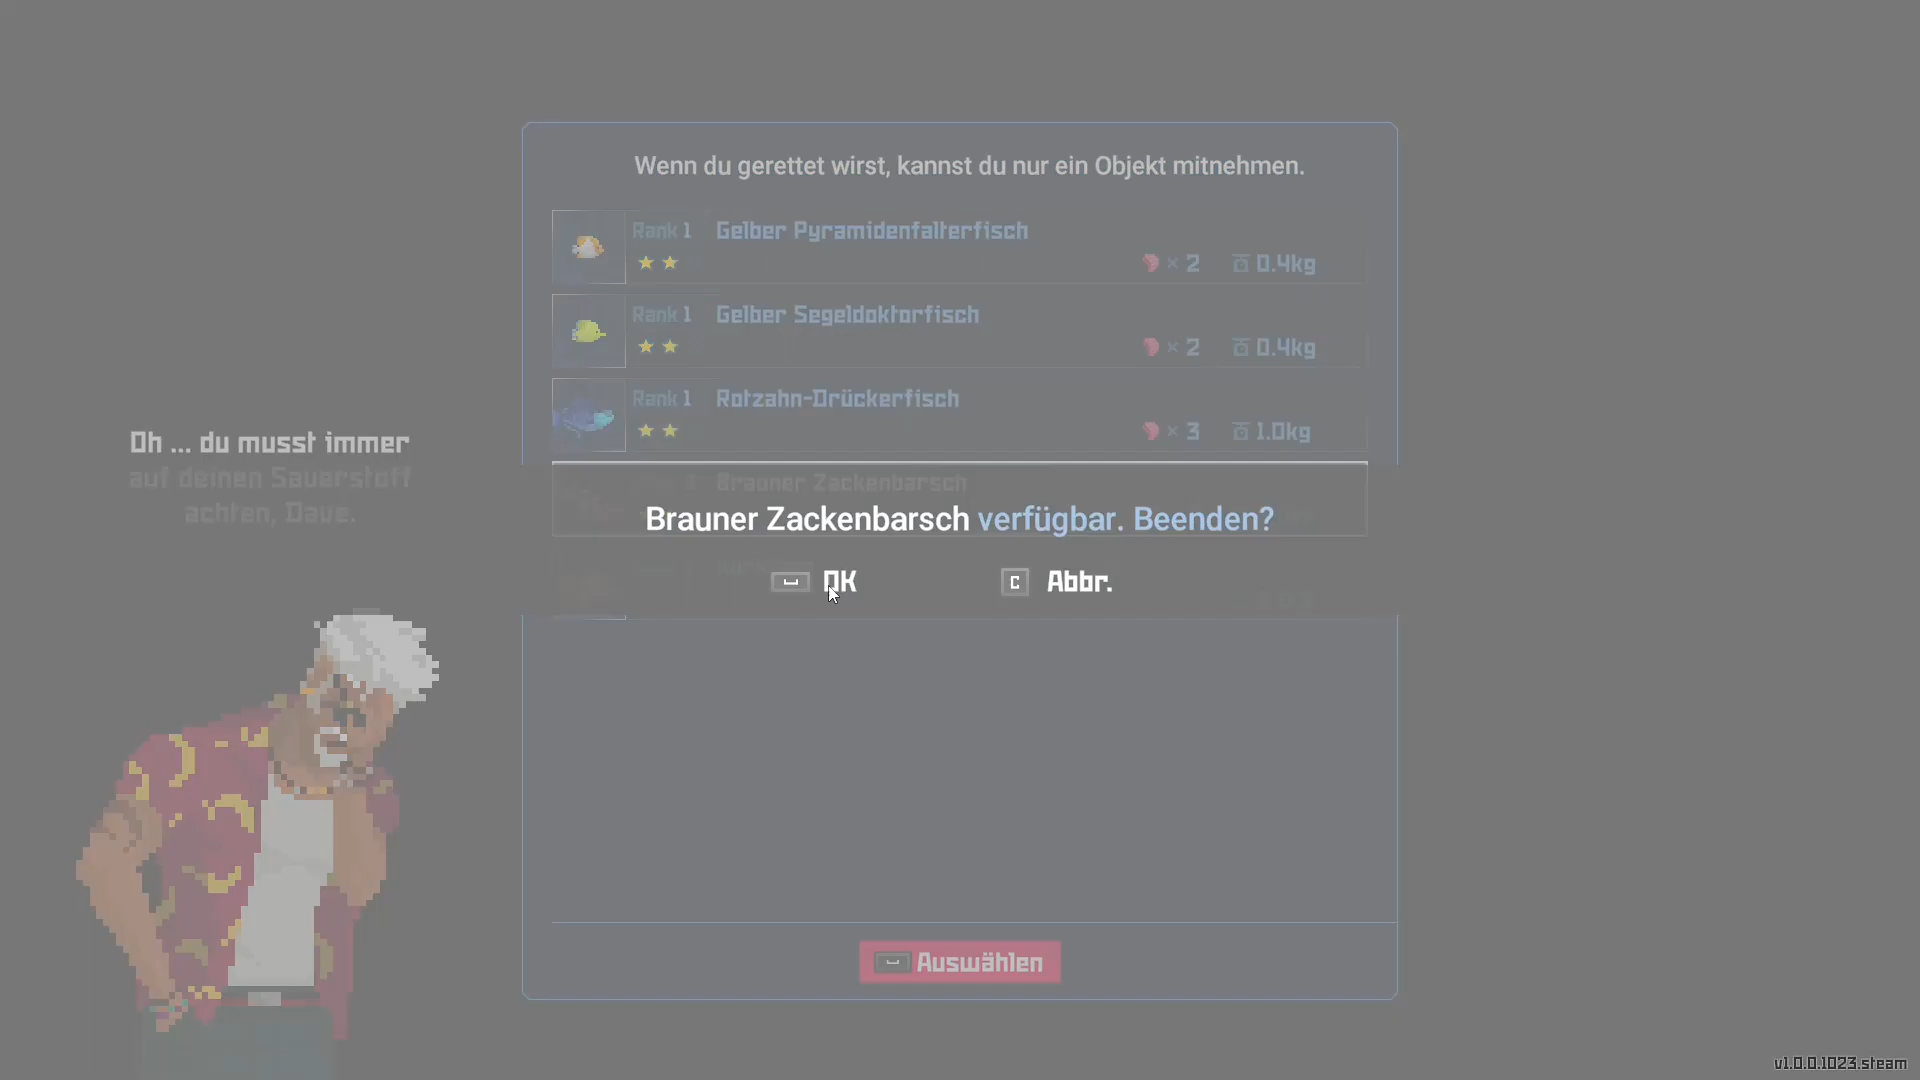 Wenn du gerettet wirst, kannst du nur ein Objekt mitnehmen.
Rank 1 Gelber Pyramidenfalterfisch
× 2 0.4kg
Rank 1 Gelber Segeldoktorfisch
× 2 0.4kg
Rank 1 Rotzahn-Drückerfisch
× 3 1.0kg
Oh ... du musst immer
auf deinen Sauerstoff
achten, Dave.
Brauner Zackenbarsch
Brauner Zackenbarsch verfügbar. Beenden?
OK
C Abbr.
Auswählen
v1.0.0.1023.steam